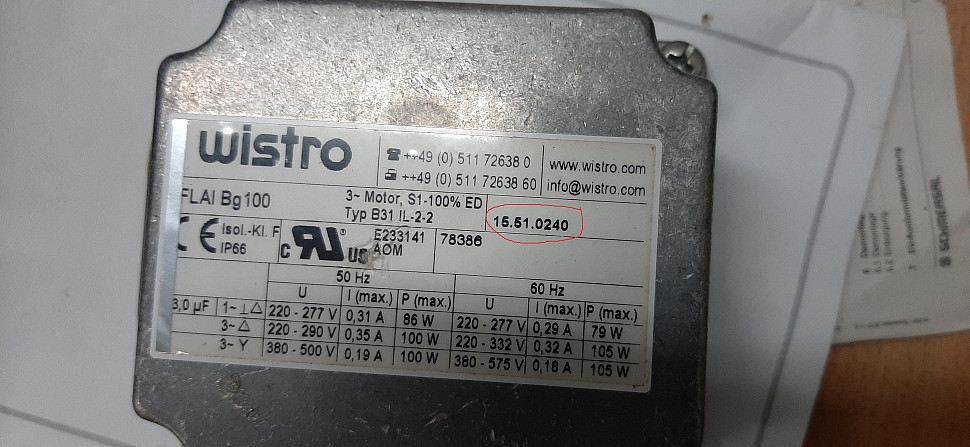 wistro
++49 (0) 511 72638 0
++49 (0) 511 72638 60
www.wistro.com
info@wistro.com
FLAI Bg100
3~ Motor, S1-100% ED
Typ B31 IL-2-2
15.51.0240
CE Isol.-Kl. F
IP66
C RU® US
E233141
AOM
78386
50 Hz 60 Hz
U I (max.) P (max.) U I (max.) P (max.)
3,0 µF 1~⊥△ 220 - 277 V 0,31 A 86 W 220 - 277 V 0,29 A 79 W
3~△ 220 - 290 V 0,35 A 100 W 220 - 332 V 0,32 A 105 W
3~ Y 380 - 500 V 0,19 A 100 W 380 - 575 V 0,18 A 105 W
S SCHMERSAL